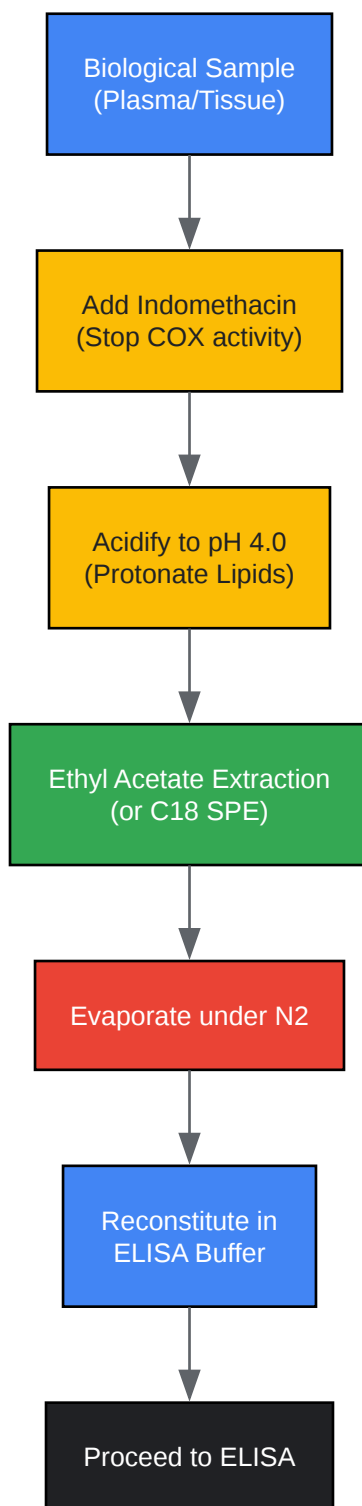 Biological Sample
(Plasma/Tissue)
Add Indomethacin
(Stop COX activity)
Acidify to pH 4.0
(Protonate Lipids)
Ethyl Acetate Extraction
(or C18 SPE)
Evaporate under N2
Reconstitute in
ELISA Buffer
Proceed to ELISA